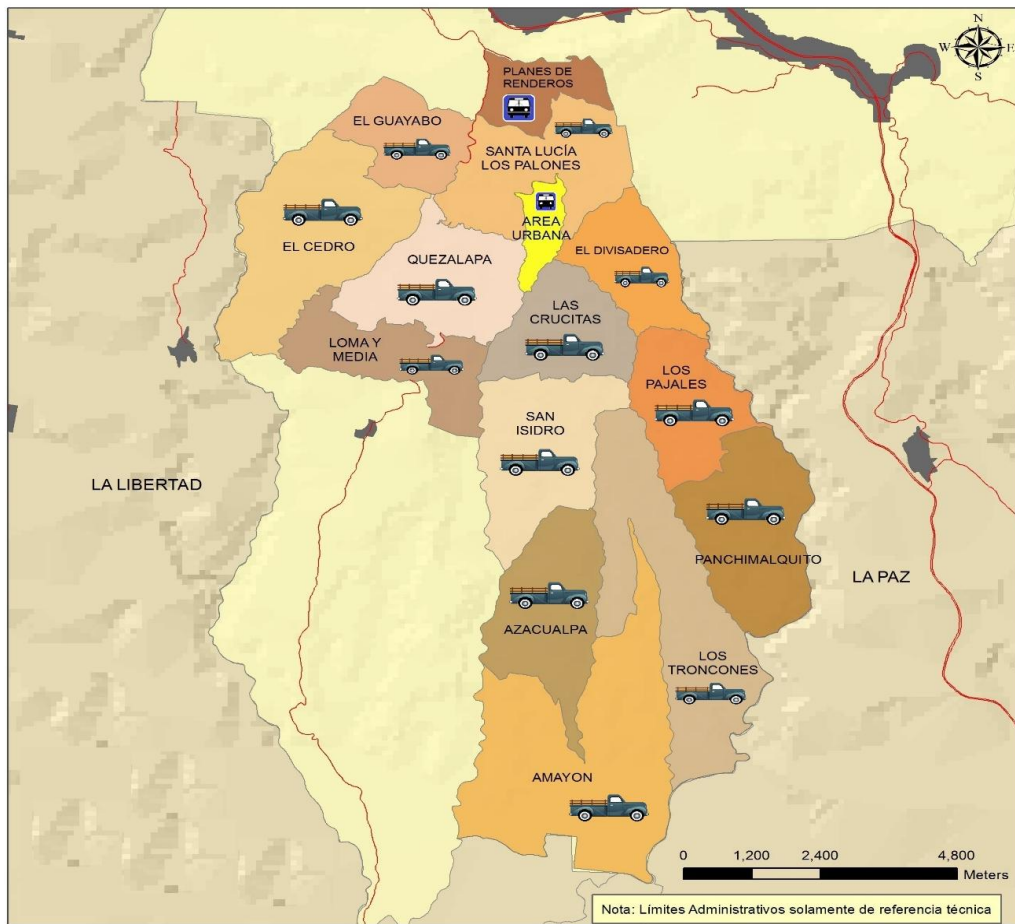 N
W E
S
PLANES DE
RENDEROS
EL GUAYABO
SANTA LUCÍA
LOS PALONES
AREA
URBANA
EL CEDRO
QUEZALAPA
EL DIVISADERO
LAS
CRUCITAS
LOMA Y
MEDIA
LOS
PAJALES
SAN
ISIDRO
LA LIBERTAD
PANCHIMALQUITO
LA PAZ
AZACUALPA
LOS
TRONCONES
AMAYON
0 1,200 2,400 4,800
Meters
Nota: Límites Administrativos solamente de referencia técnica